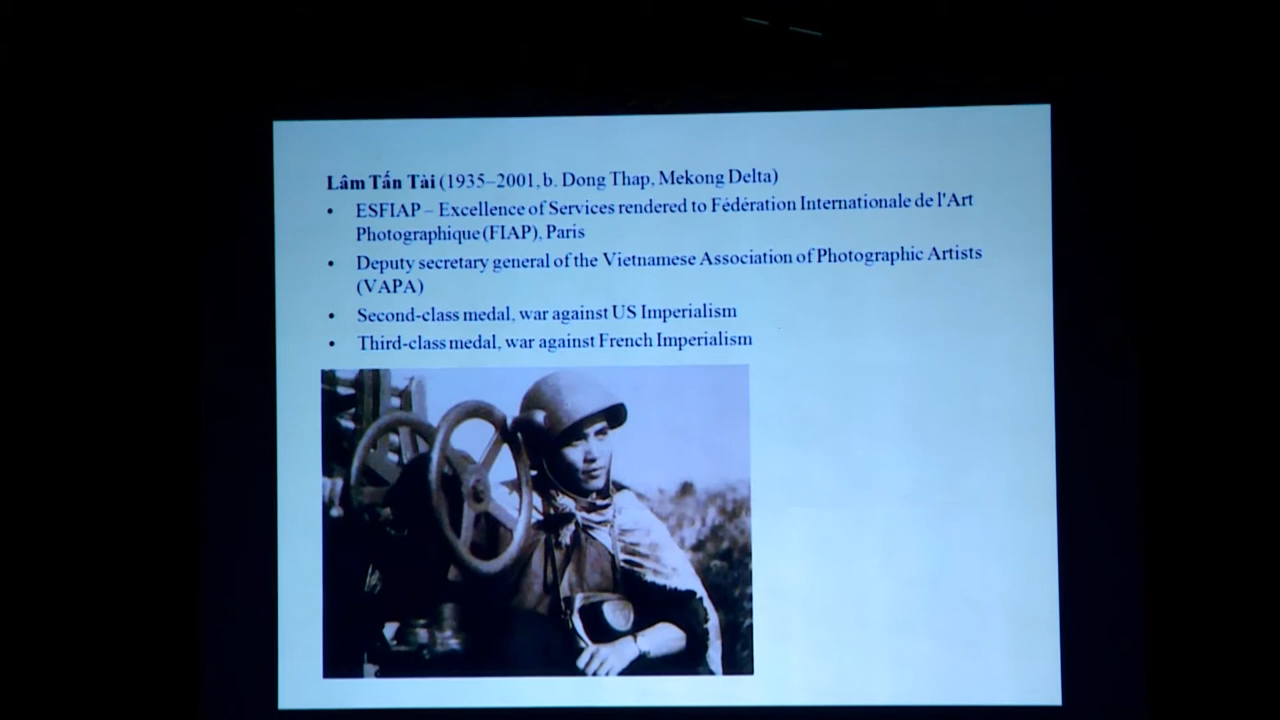 Lâm Tấn Tài (1935–2001, b. Dong Thap, Mekong Delta)
• ESFIAP – Excellence of Services rendered to Fédération Internationale de l'Art
Photographique (FIAP), Paris
• Deputy secretary general of the Vietnamese Association of Photographic Artists
(VAPA)
• Second-class medal, war against US Imperialism
• Third-class medal, war against French Imperialism